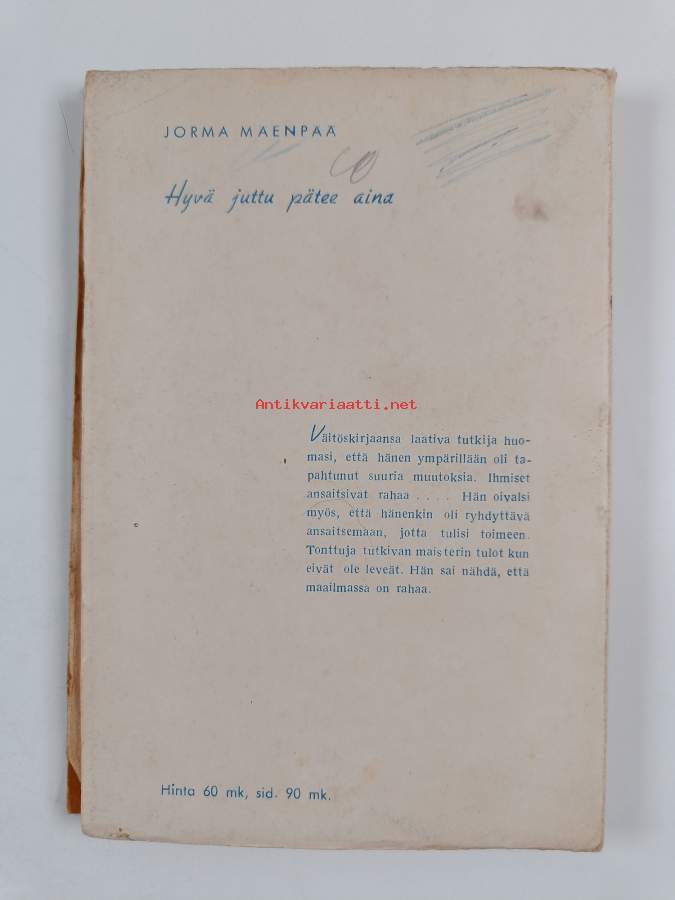 JORMA MÄENPÄÄ
Hyvä juttu pätee aina
Antikvariaatti.net
Väitöskirjaansa laativa tutkija huo-
masi, että hänen ympärillään oli ta-
pahtunut suuria muutoksia. Ihmiset
ansaitsivat rahaa .... Hän oivalsi
myös, että hänenkin oli ryhdyttävä
ansaitsemaan, jotta tulisi toimeen.
Tonttuja tutkivan maisterin tulot kun
eivät ole leveät. Hän sai nähdä, että
maailmassa on rahaa.
Hinta 60 mk, sid. 90 mk.